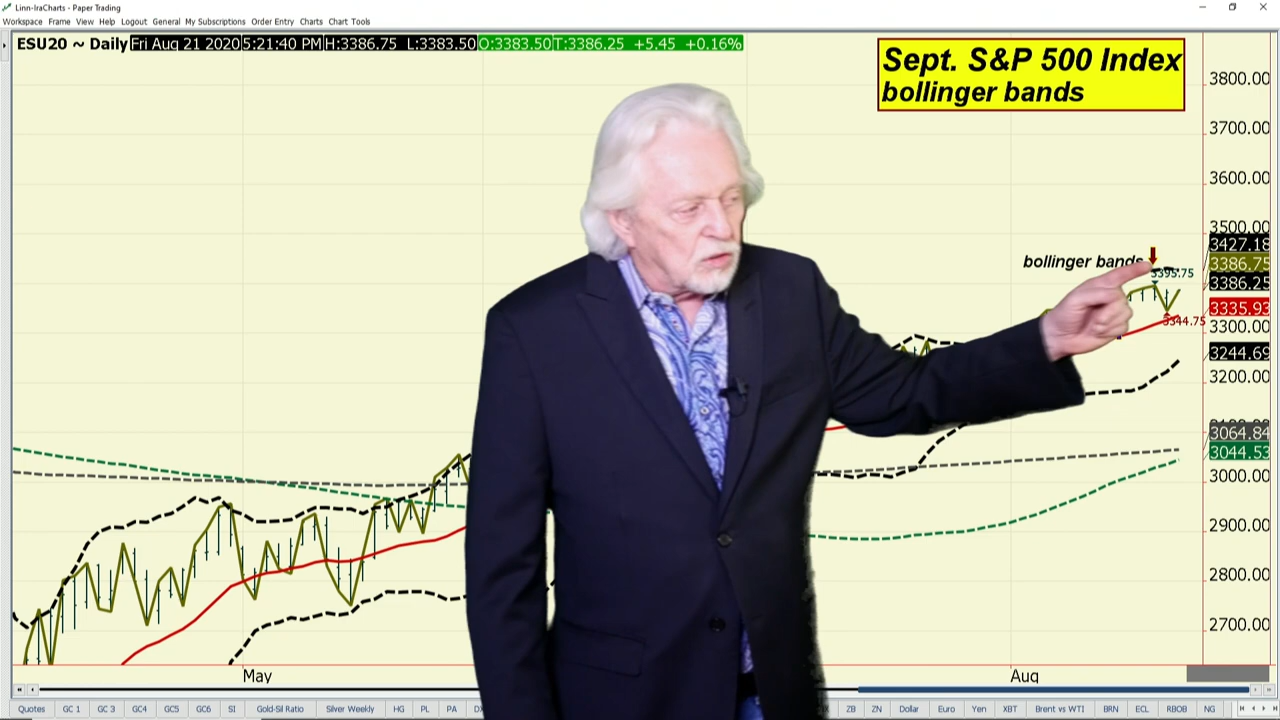 Linn-IraCharts - Paper Trading
Workspace Frame View Help Logout General My Subscriptions Order Entry Charts Chart Tools
ESU20 ~ Daily Fri Aug 21 2020 5:21:40 PM H:3386.75 L:3383.50 O:3383.50 T:3386.25 +5.45 +0.16%
Sept. S&P 500 Index
bollinger bands
3800.00
3700.00
3600.00
3500.00
3427.18
bollinger bands
3386.75
3395.75
3386.25
3335.93
3344.75
3300.00
3244.69
3200.00
3064.84
3044.53
3000.00
2900.00
2800.00
2700.00
May Aug
Quotes GC 1 GC 3 GC4 GC5 GC6 SI Gold-Sil Ratio Silver Weekly HG PL PA ZB ZN Dollar Euro Yen XBT Brent vs WTI BRN ECL RBOB NG